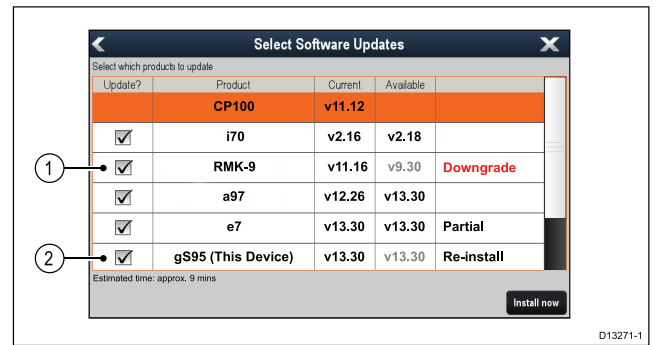 Select Software Updates
Select which products to update
Update? Product Current Available
CP100 v11.12
i70 v2.16 v2.18
1 RMK-9 v11.16 v9.30 Downgrade
a97 v12.26 v13.30
e7 v13.30 v13.30 Partial
2 gS95 (This Device) v13.30 v13.30 Re-install
Estimated time: approx. 9 mins
Install now
D13271-1